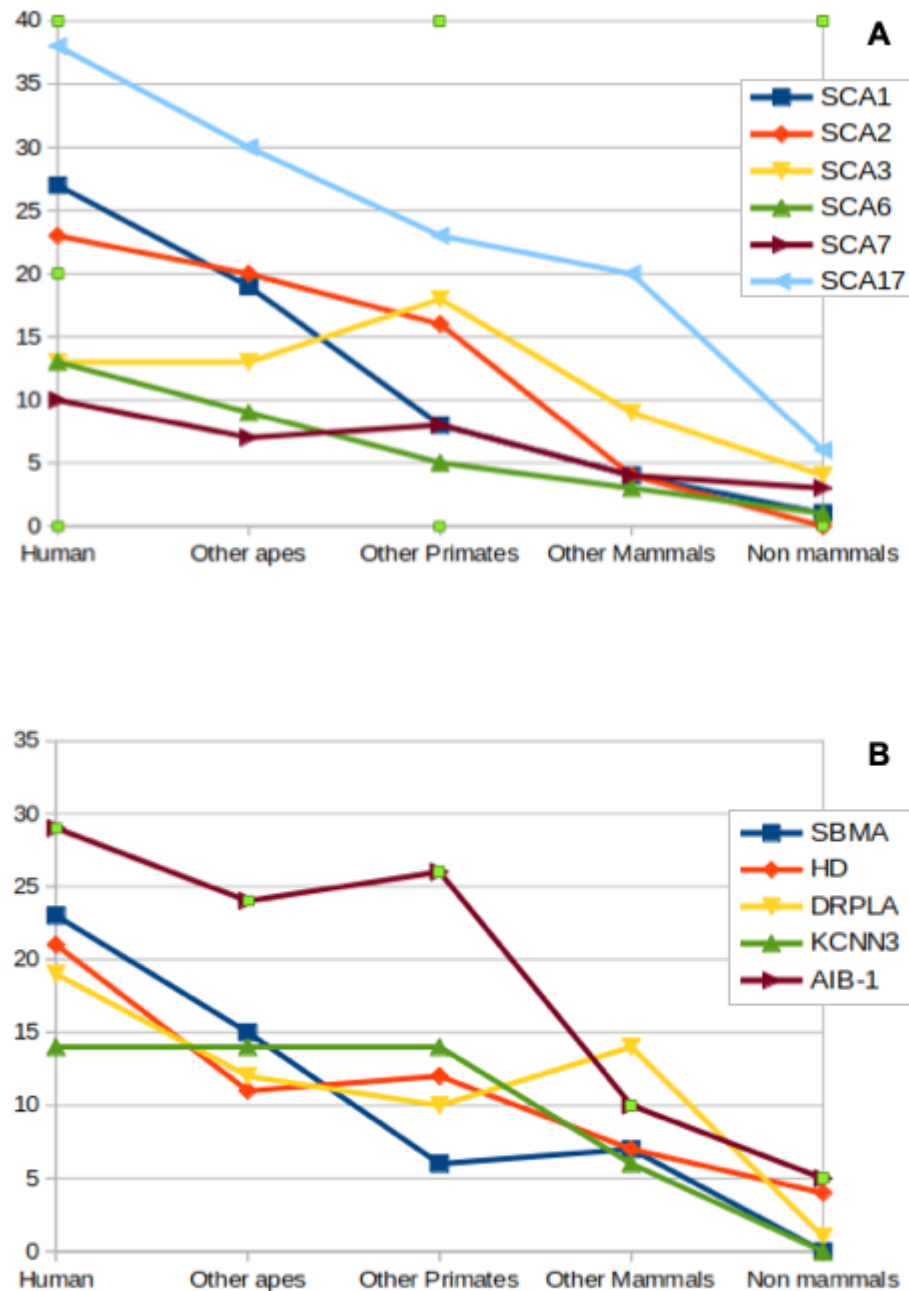 A
40
35
30
25
20
15
10
5
0
SCA1
SCA2
SCA3
SCA6
SCA7
SCA17
Human Other apes Other Primates Other Mammals Non mammals
B
35
30
25
20
15
10
5
0
SBMA
HD
DRPLA
KCNN3
AIB-1
Human Other apes Other Primates Other Mammals Non mammals